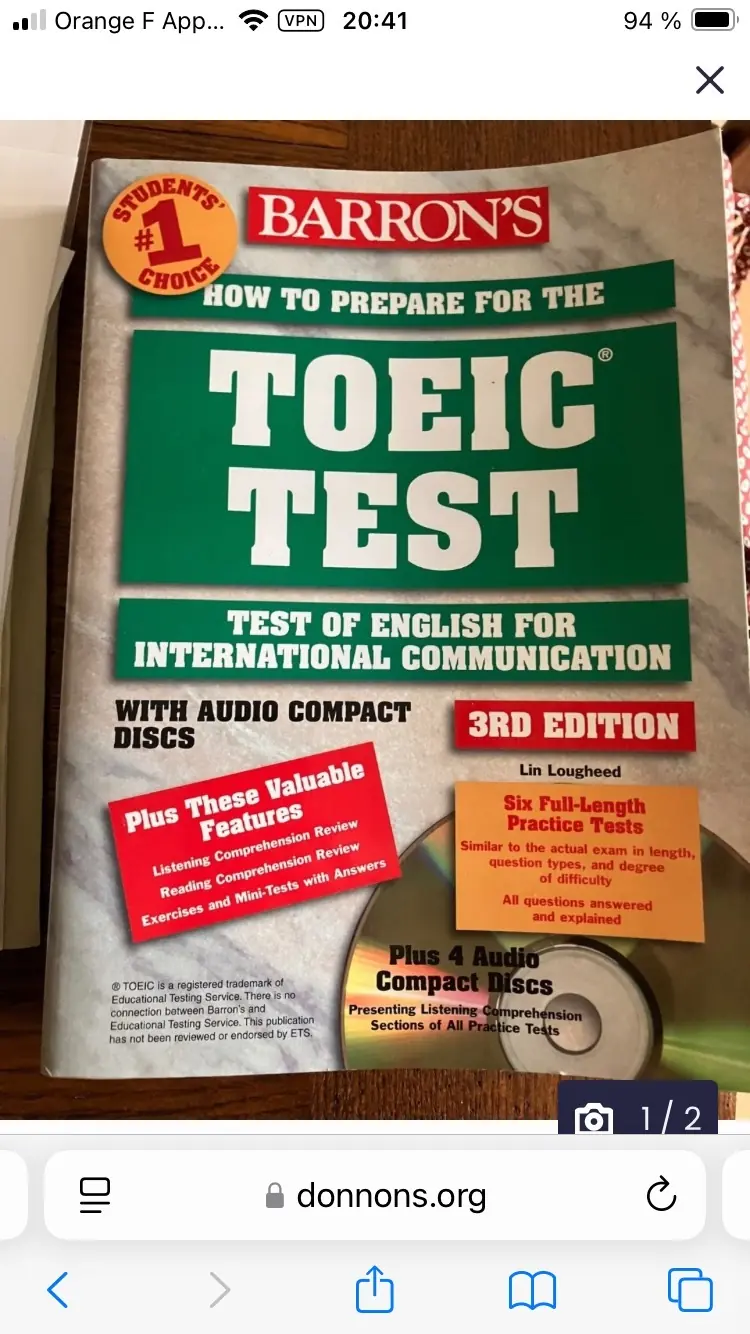 Orange F App... VPN 20:41 94 %
STUDENTS'
#1
CHOICE
BARRON'S
HOW TO PREPARE FOR THE
TOEIC®
TEST
TEST OF ENGLISH FOR
INTERNATIONAL COMMUNICATION
WITH AUDIO COMPACT
DISCS
3RD EDITION
Lin Lougheed
Plus These Valuable
Features
Listening Comprehension Review
Reading Comprehension Review
Exercises and Mini-Tests with Answers
Six Full-Length
Practice Tests
Similar to the actual exam in length,
question types, and degree
of difficulty
All questions answered
and explained
Plus 4 Audio
Compact Discs
Presenting Listening Comprehension
Sections of All Practice Tests
® TOEIC is a registered trademark of
Educational Testing Service. There is no
connection between Barron's and
Educational Testing Service. This publication
has not been reviewed or endorsed by ETS.
1 / 2
donnons.org